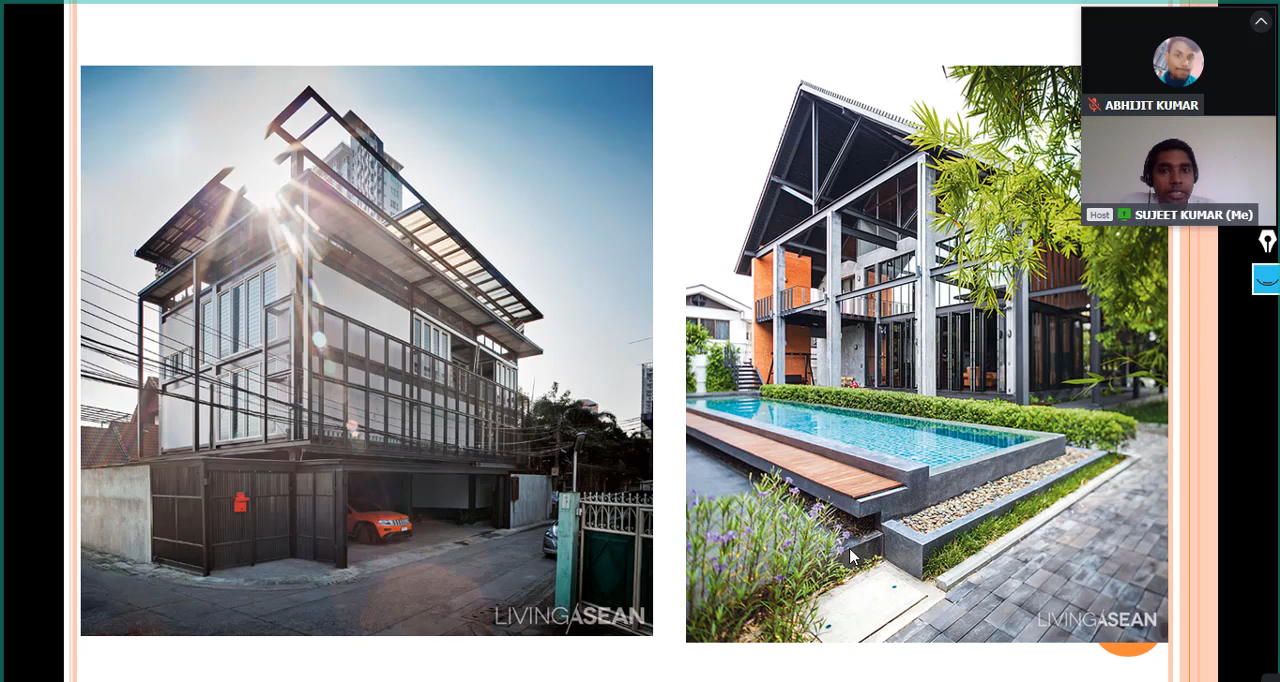 ABHIJIT KUMAR
Host SUJEET KUMAR (Me)
LIVINGASEAN
LIVINGASEAN